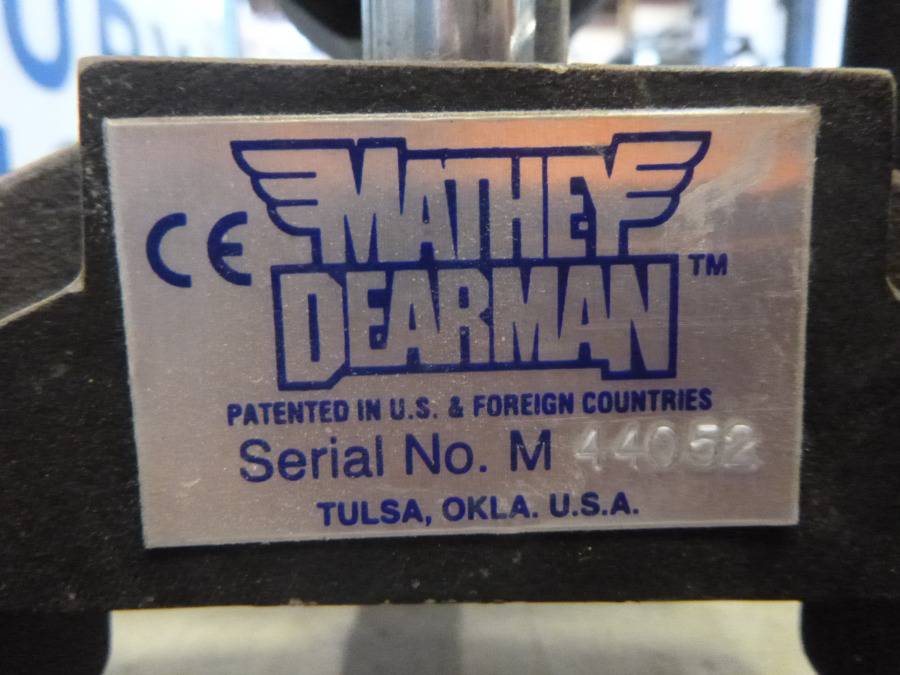 CE
MATHEY
DEARMAN TM
PATENTED IN U.S. & FOREIGN COUNTRIES
Serial No. M 44052
TULSA, OKLA. U.S.A.